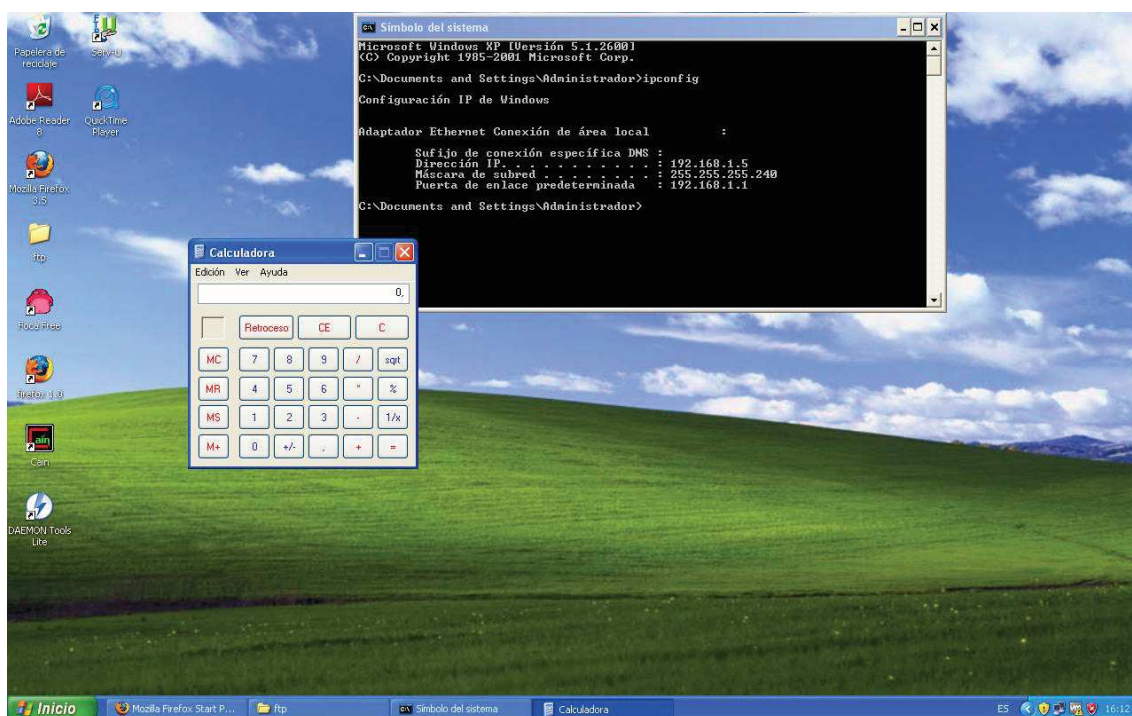 Papelera de
reciclaje
Serv-U
Adobe Reader
8
QuickTime
Player
Mozilla Firefox
3.5
ftp
Foca Free
firefox 1.0
Cain
DAEMON Tools
Lite
Símbolo del sistema
Microsoft Windows XP [Versión 5.1.2600]
(C) Copyright 1985-2001 Microsoft Corp.
C:\Documents and Settings\Administrador>ipconfig
Configuración IP de Windows
Adaptador Ethernet Conexión de área local :
Sufijo de conexión específica DNS :
Dirección IP. . . . . . . . . . . : 192.168.1.5
Máscara de subred . . . . . . . . : 255.255.255.240
Puerta de enlace predeterminada : 192.168.1.1
C:\Documents and Settings\Administrador>
Calculadora
Edición Ver Ayuda
0,
Retroceso CE C
MC 7 8 9 / sqrt
MR 4 5 6 * %
MS 1 2 3 - 1/x
M+ 0 +/- , + =
Inicio Mozilla Firefox Start P... ftp Símbolo del sistema Calculadora ES 16:12